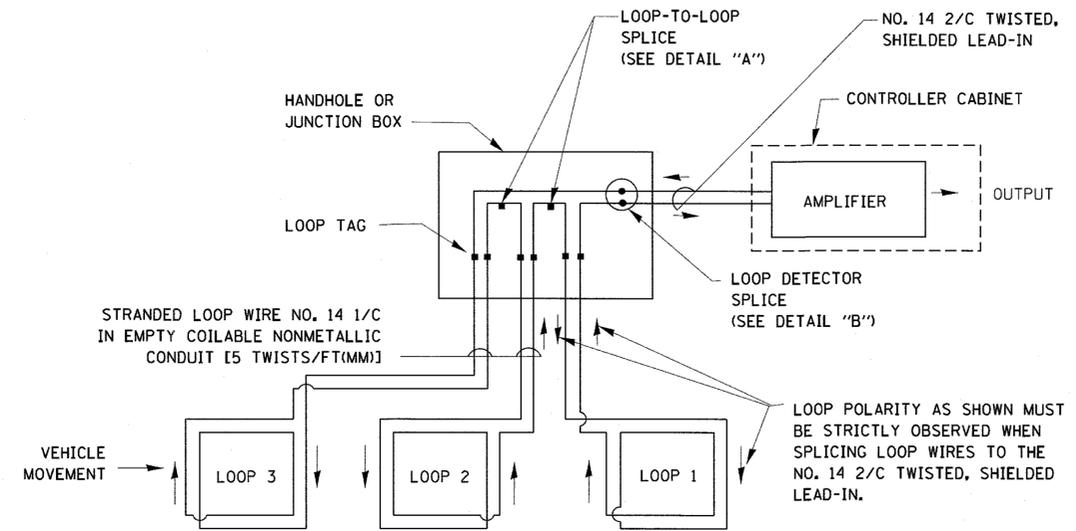 LOOP-TO-LOOP
SPLICE
(SEE DETAIL "A")
NO. 14 2/C TWISTED,
SHIELDED LEAD-IN
HANDHOLE OR
JUNCTION BOX
CONTROLLER CABINET
AMPLIFIER
OUTPUT
LOOP TAG
LOOP DETECTOR
SPLICE
(SEE DETAIL "B")
STRANDED LOOP WIRE NO. 14 1/C
IN EMPTY COILABLE NONMETALLIC
CONDUIT [5 TWISTS/FT(MM)]
LOOP POLARITY AS SHOWN MUST
BE STRICTLY OBSERVED WHEN
SPLICING LOOP WIRES TO THE
NO. 14 2/C TWISTED, SHIELDED
LEAD-IN.
VEHICLE
MOVEMENT
LOOP 3
LOOP 2
LOOP 1